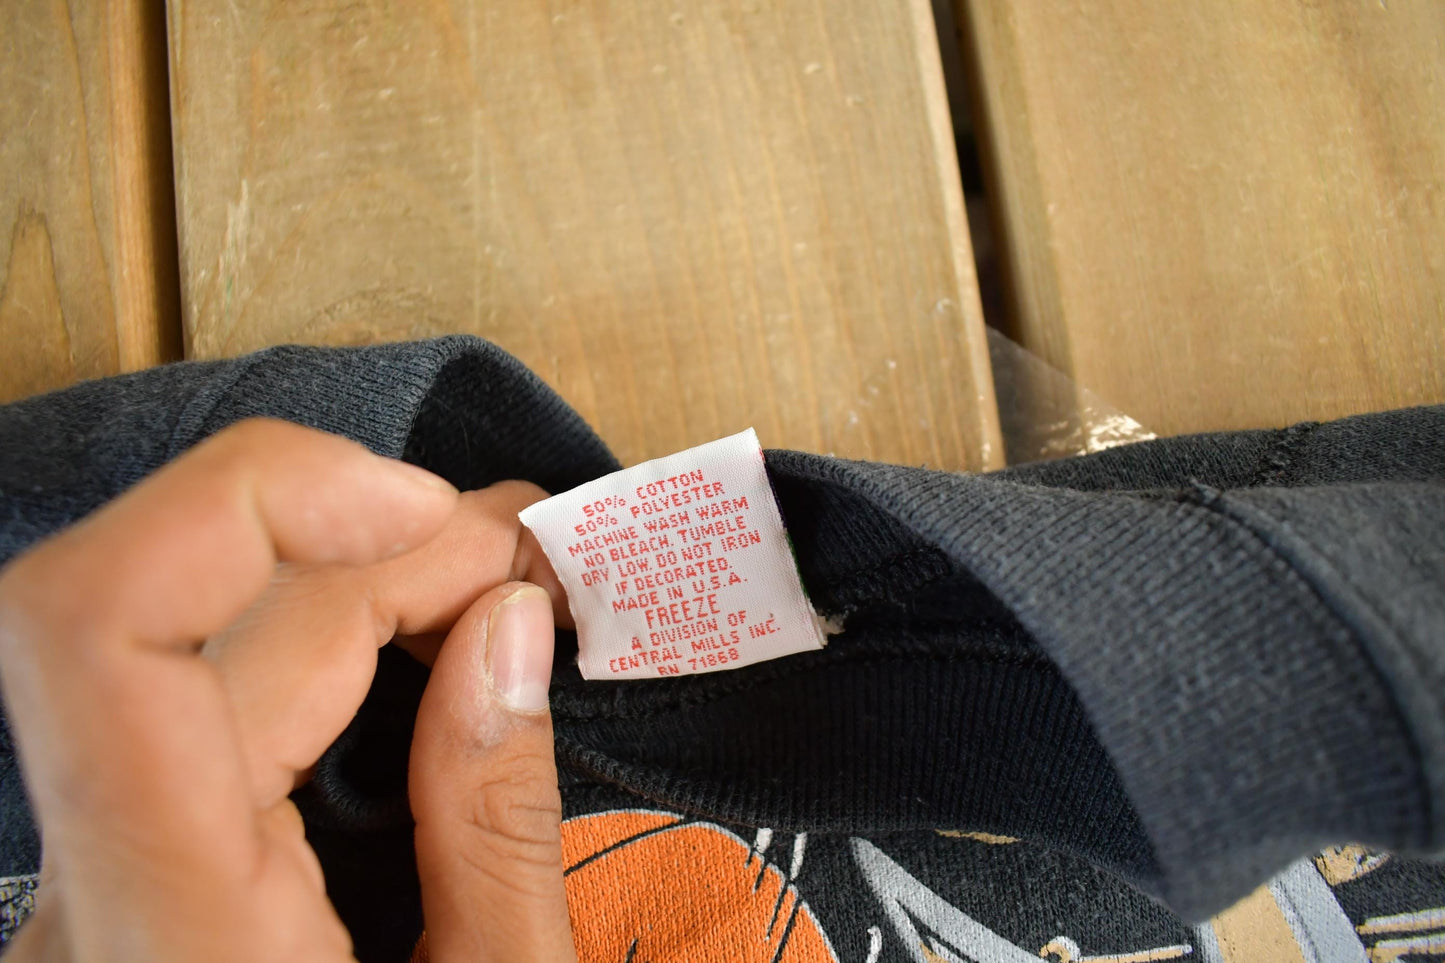 50% COTTON
50% POLYESTER
MACHINE WASH WARM
NO BLEACH. TUMBLE
DRY LOW. DO NOT IRON
IF DECORATED.
MADE IN U.S.A.
FREEZE
A DIVISION OF
CENTRAL MILLS INC.
RN 71868